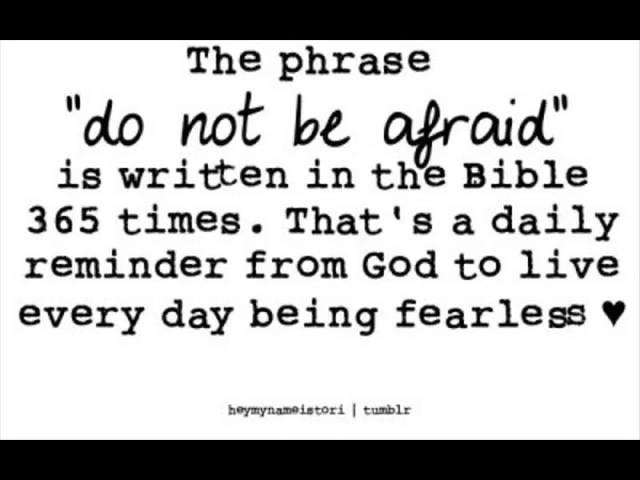 The phrase
"do not be afraid"
is written in the Bible
365 times. That's a daily
reminder from God to live
every day being fearless ♥
heymynameistori | tumblr